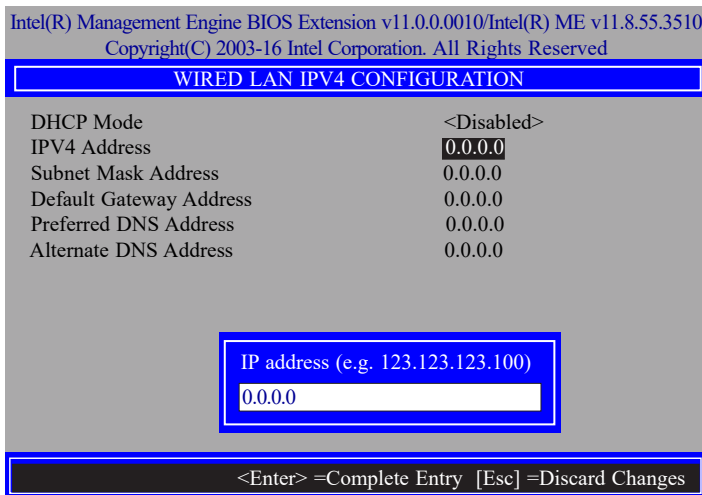 Intel(R) Management Engine BIOS Extension v11.0.0.0010/Intel(R) ME v11.8.55.3510
Copyright(C) 2003-16 Intel Corporation. All Rights Reserved
WIRED LAN IPV4 CONFIGURATION
DHCP Mode <Disabled>
IPV4 Address 0.0.0.0
Subnet Mask Address 0.0.0.0
Default Gateway Address 0.0.0.0
Preferred DNS Address 0.0.0.0
Alternate DNS Address 0.0.0.0
IP address (e.g. 123.123.123.100)
0.0.0.0
<Enter> =Complete Entry [Esc] =Discard Changes